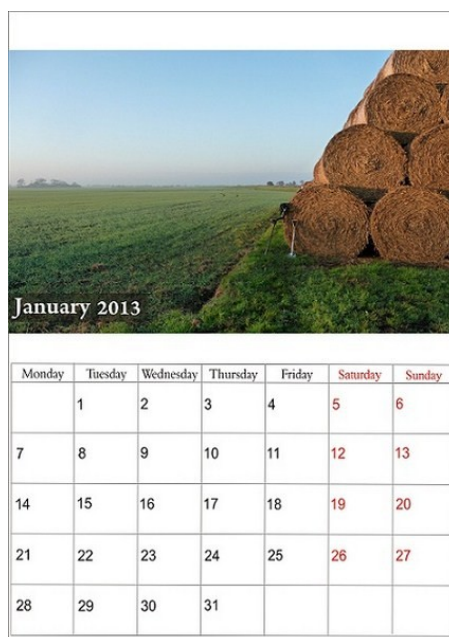 January 2013
Monday Tuesday Wednesday Thursday Friday Saturday Sunday
1 2 3 4 5 6
7 8 9 10 11 12 13
14 15 16 17 18 19 20
21 22 23 24 25 26 27
28 29 30 31